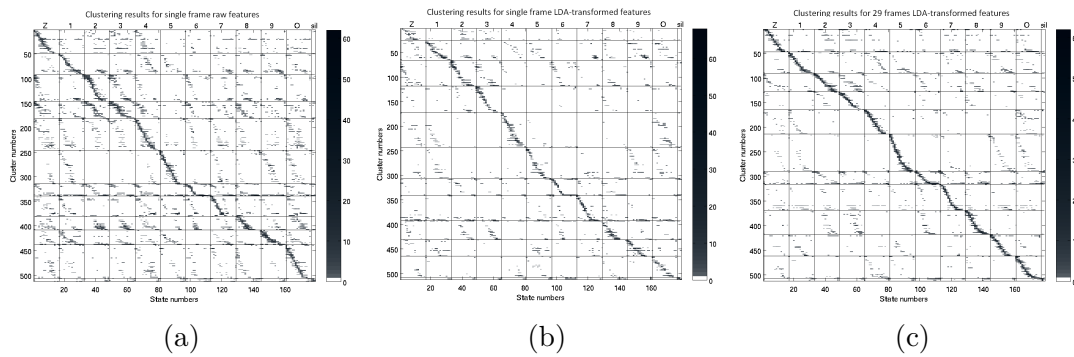 Clustering results for single frame raw features
Z 1 2 3 4 5 6 7 8 9 O sil
50
100
150
200
250
300
350
400
450
500
Cluster numbers
20 40 60 80 100 120 140 160
State numbers
60
50
40
30
20
10
0
(a)
Clustering results for single frame LDA-transformed features
Z 1 2 3 4 5 6 7 8 9 O sil
50
100
150
200
250
300
350
400
450
500
Cluster numbers
20 40 60 80 100 120 140 160
State numbers
60
50
40
30
20
10
0
(b)
Clustering results for 29 frames LDA-transformed features
Z 1 2 3 4 5 6 7 8 9 O sil
50
100
150
200
250
300
350
400
450
500
Cluster numbers
20 40 60 80 100 120 140 160
State numbers
0
(c)